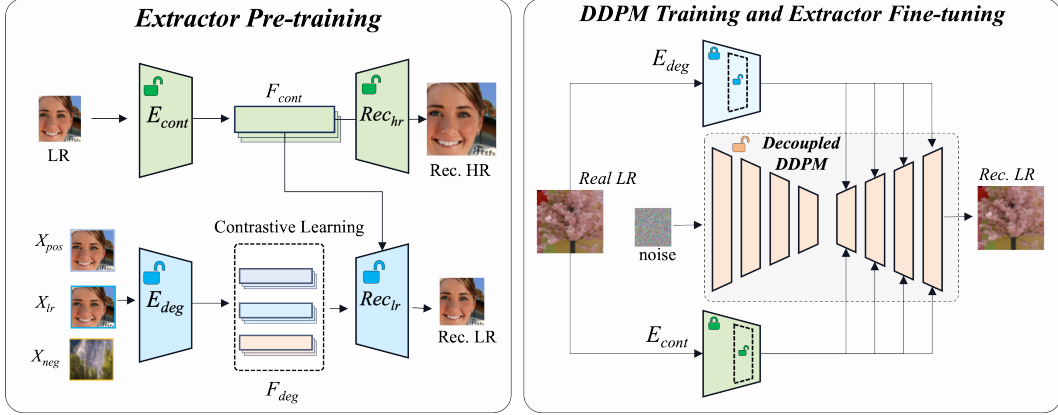 Extractor Pre-training
LR
E_cont
F_cont
Rec_hr
Rec. HR
Contrastive Learning
X_pos
X_lr
X_neg
E_deg
F_deg
Rec_lr
Rec. LR
DDPM Training and Extractor Fine-tuning
E_deg
Decoupled
DDPM
Real LR
noise
Rec. LR
E_cont